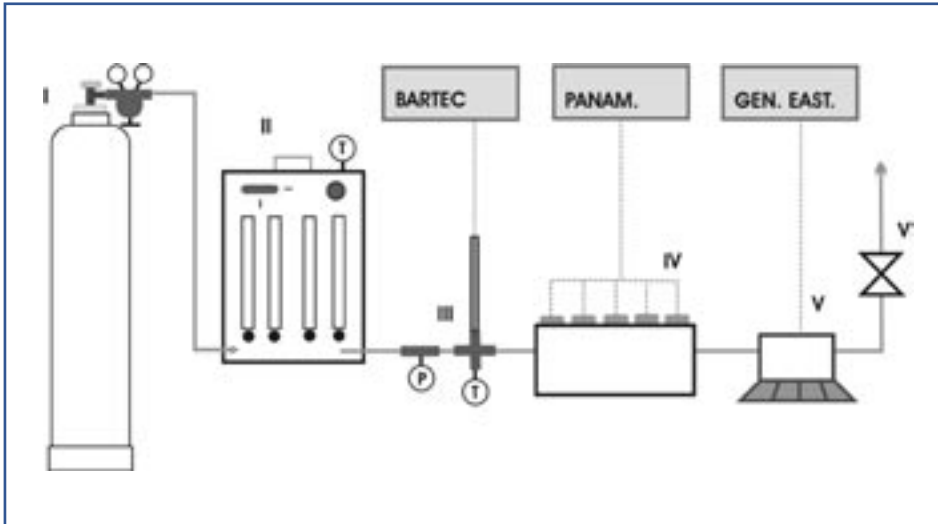 I
BARTEC
PANAM.
GEN. EAST.
II
T
V'
IV
V
III
P
T